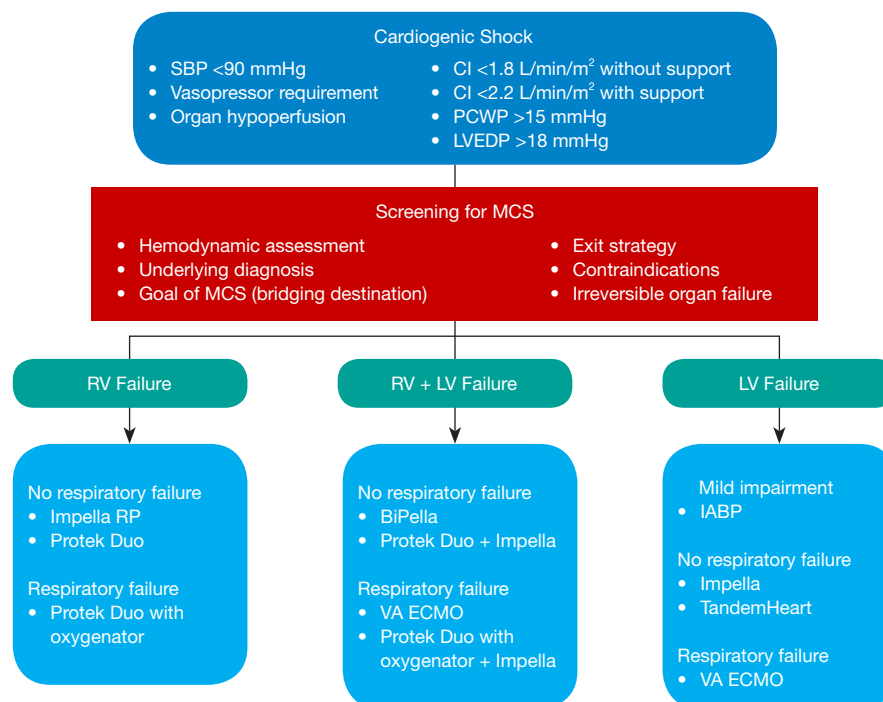 Cardiogenic Shock
• SBP <90 mmHg
• Vasopressor requirement
• Organ hypoperfusion
• CI <1.8 L/min/m² without support
• CI <2.2 L/min/m² with support
• PCWP >15 mmHg
• LVEDP >18 mmHg
Screening for MCS
• Hemodynamic assessment
• Underlying diagnosis
• Goal of MCS (bridging destination)
• Exit strategy
• Contraindications
• Irreversible organ failure
RV Failure
RV + LV Failure
LV Failure
No respiratory failure
• Impella RP
• Protek Duo
Respiratory failure
• Protek Duo with
oxygenator
No respiratory failure
• BiPella
• Protek Duo + Impella
Respiratory failure
• VA ECMO
• Protek Duo with
oxygenator + Impella
Mild impairment
• IABP
No respiratory failure
• Impella
• TandemHeart
Respiratory failure
• VA ECMO